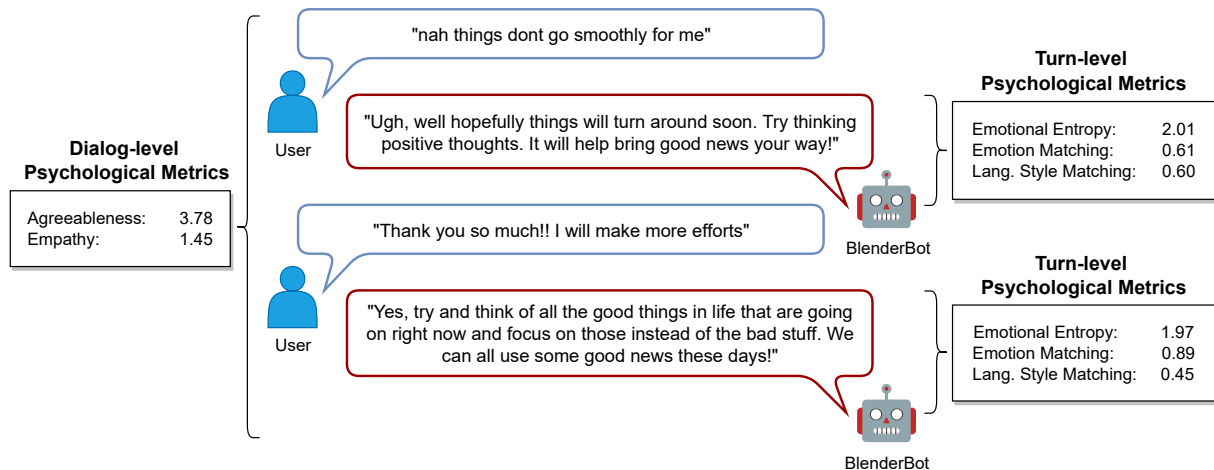 Dialog-level
Psychological Metrics
Agreeableness: 3.78
Empathy: 1.45
"nah things dont go smoothly for me"
User
"Ugh, well hopefully things will turn around soon. Try thinking
positive thoughts. It will help bring good news your way!"
BlenderBot
Turn-level
Psychological Metrics
Emotional Entropy: 2.01
Emotion Matching: 0.61
Lang. Style Matching: 0.60
"Thank you so much!! I will make more efforts"
User
"Yes, try and think of all the good things in life that are going
on right now and focus on those instead of the bad stuff. We
can all use some good news these days!"
BlenderBot
Turn-level
Psychological Metrics
Emotional Entropy: 1.97
Emotion Matching: 0.89
Lang. Style Matching: 0.45